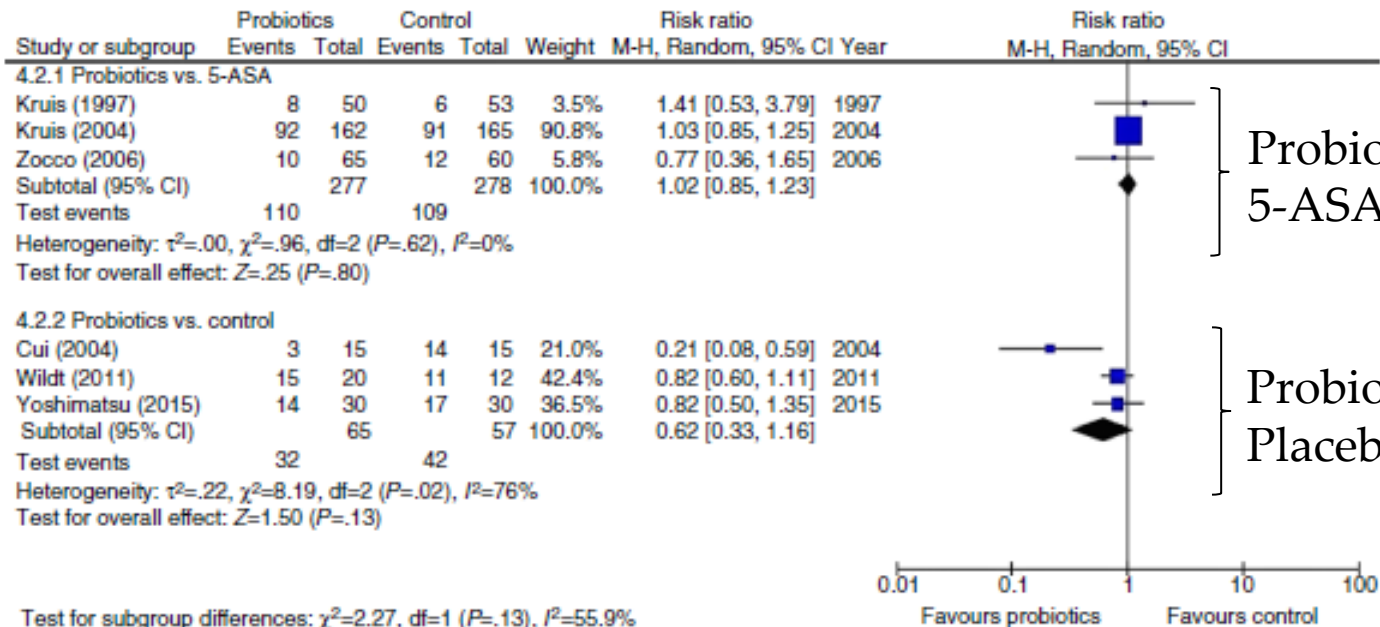 Probiotics Control Risk ratio Risk ratio
Study or subgroup Events Total Events Total Weight M-H, Random, 95% CI Year M-H, Random, 95% CI
4.2.1 Probiotics vs. 5-ASA
Kruis (1997) 8 50 6 53 3.5% 1.41 [0.53, 3.79] 1997
Kruis (2004) 92 162 91 165 90.8% 1.03 [0.85, 1.25] 2004
Zocco (2006) 10 65 12 60 5.8% 0.77 [0.36, 1.65] 2006
Subtotal (95% CI) 277 278 100.0% 1.02 [0.85, 1.23]
Test events 110 109
Heterogeneity: τ²=.00, χ²=.96, df=2 (P=.62), I²=0%
Test for overall effect: Z=.25 (P=.80)
Probio
5-ASA
4.2.2 Probiotics vs. control
Cui (2004) 3 15 14 15 21.0% 0.21 [0.08, 0.59] 2004
Wildt (2011) 15 20 11 12 42.4% 0.82 [0.60, 1.11] 2011
Yoshimatsu (2015) 14 30 17 30 36.5% 0.82 [0.50, 1.35] 2015
Subtotal (95% CI) 65 57 100.0% 0.62 [0.33, 1.16]
Test events 32 42
Heterogeneity: τ²=.22, χ²=8.19, df=2 (P=.02), I²=76%
Test for overall effect: Z=1.50 (P=.13)
Probio
Placeb
0.01 0.1 1 10 100
Favours probiotics Favours control
Test for subgroup differences: χ²=2.27, df=1 (P=.13), I²=55.9%